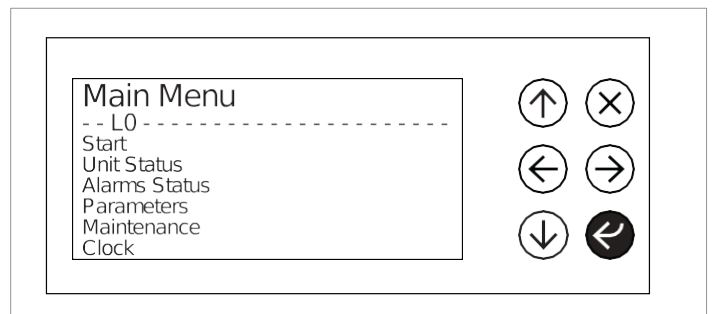 Main Menu
- - L0 - - - - - - - - - - - - - - - - - - - - - -
Start
Unit Status
Alarms Status
Parameters
Maintenance
Clock